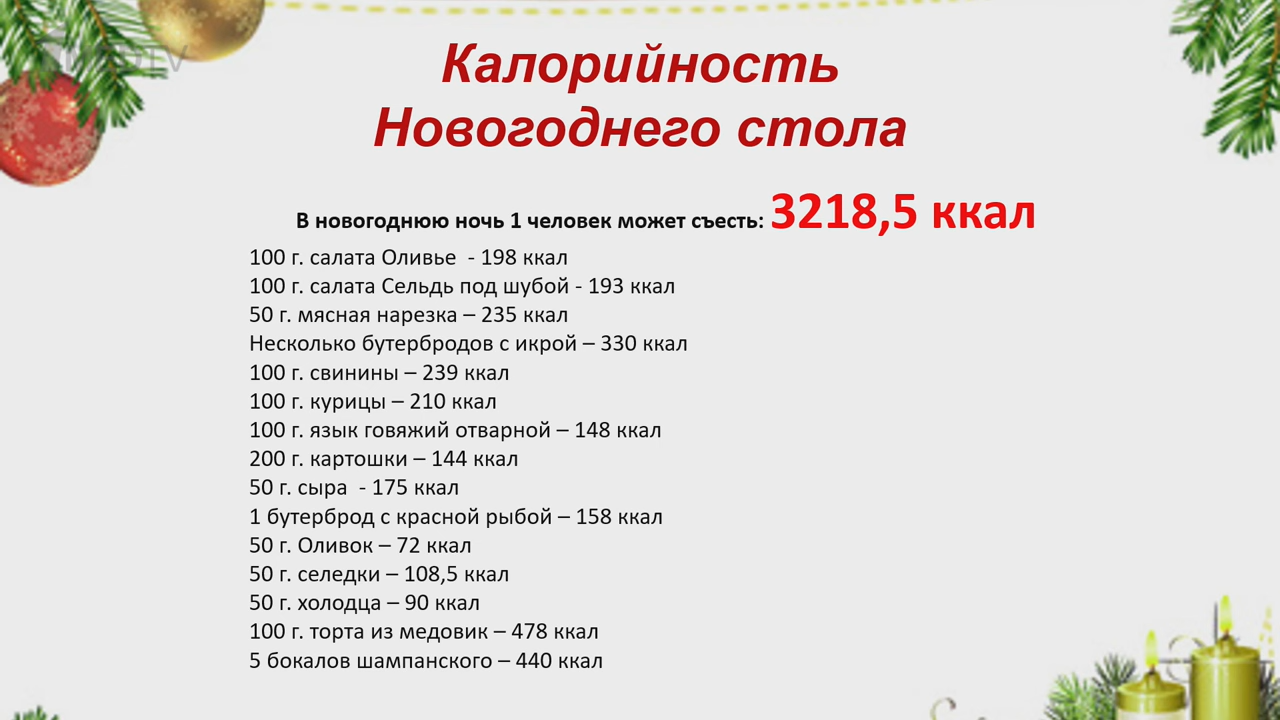 Калорийность
Новогоднего стола
В новогоднюю ночь 1 человек может съесть: 3218,5 ккал
100 г. салата Оливье  - 198 ккал
100 г. салата Сельдь под шубой - 193 ккал
50 г. мясная нарезка – 235 ккал
Несколько бутербродов с икрой – 330 ккал
100 г. свинины – 239 ккал
100 г. курицы – 210 ккал
100 г. язык говяжий отварной – 148 ккал
200 г. картошки – 144 ккал
50 г. сыра  - 175 ккал
1 бутерброд с красной рыбой – 158 ккал
50 г. Оливок – 72 ккал
50 г. селедки – 108,5 ккал
50 г. холодца – 90 ккал
100 г. торта из медовик – 478 ккал
5 бокалов шампанского – 440 ккал